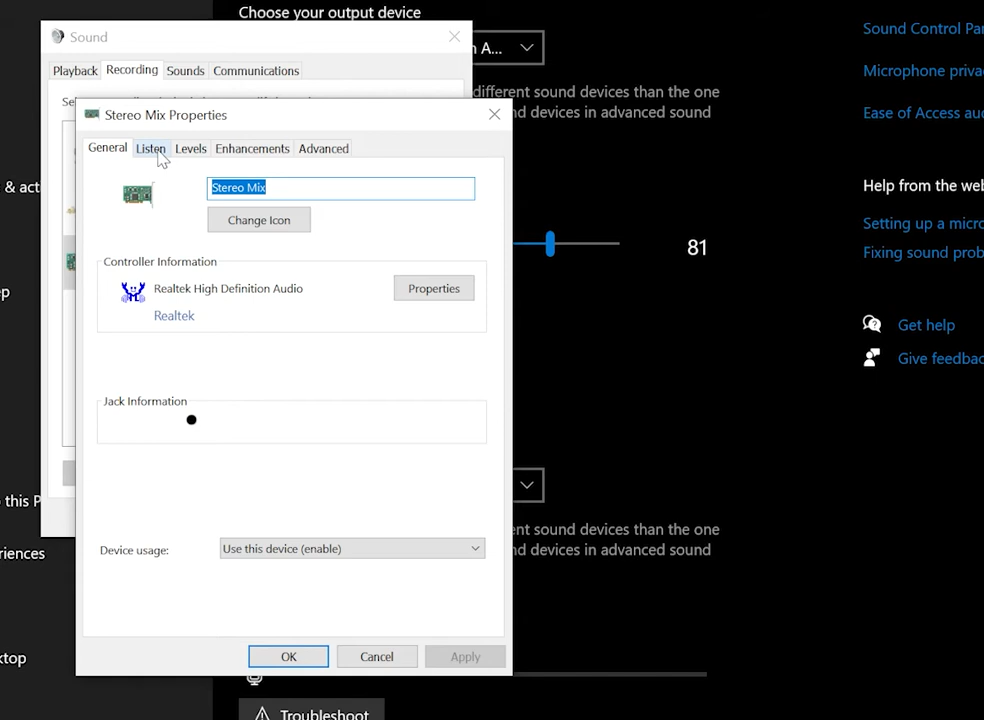 Choose your output device
Sound
n A...
Sound Control Par
Playback Recording Sounds Communications
Microphone priva
different sound devices than the one
nd devices in advanced sound
Ease of Access au
Se
Stereo Mix Properties
General Listen Levels Enhancements Advanced
& act
Stereo Mix
Help from the web
Change Icon
Setting up a micro
81
Fixing sound prob
Controller Information
Realtek High Definition Audio
Properties
Realtek
p
Get help
Give feedbac
Jack Information
this P
nt sound devices than the one
nd devices in advanced sound
riences
Device usage:
Use this device (enable)
ktop
OK
Cancel
Apply
Troubleshoot